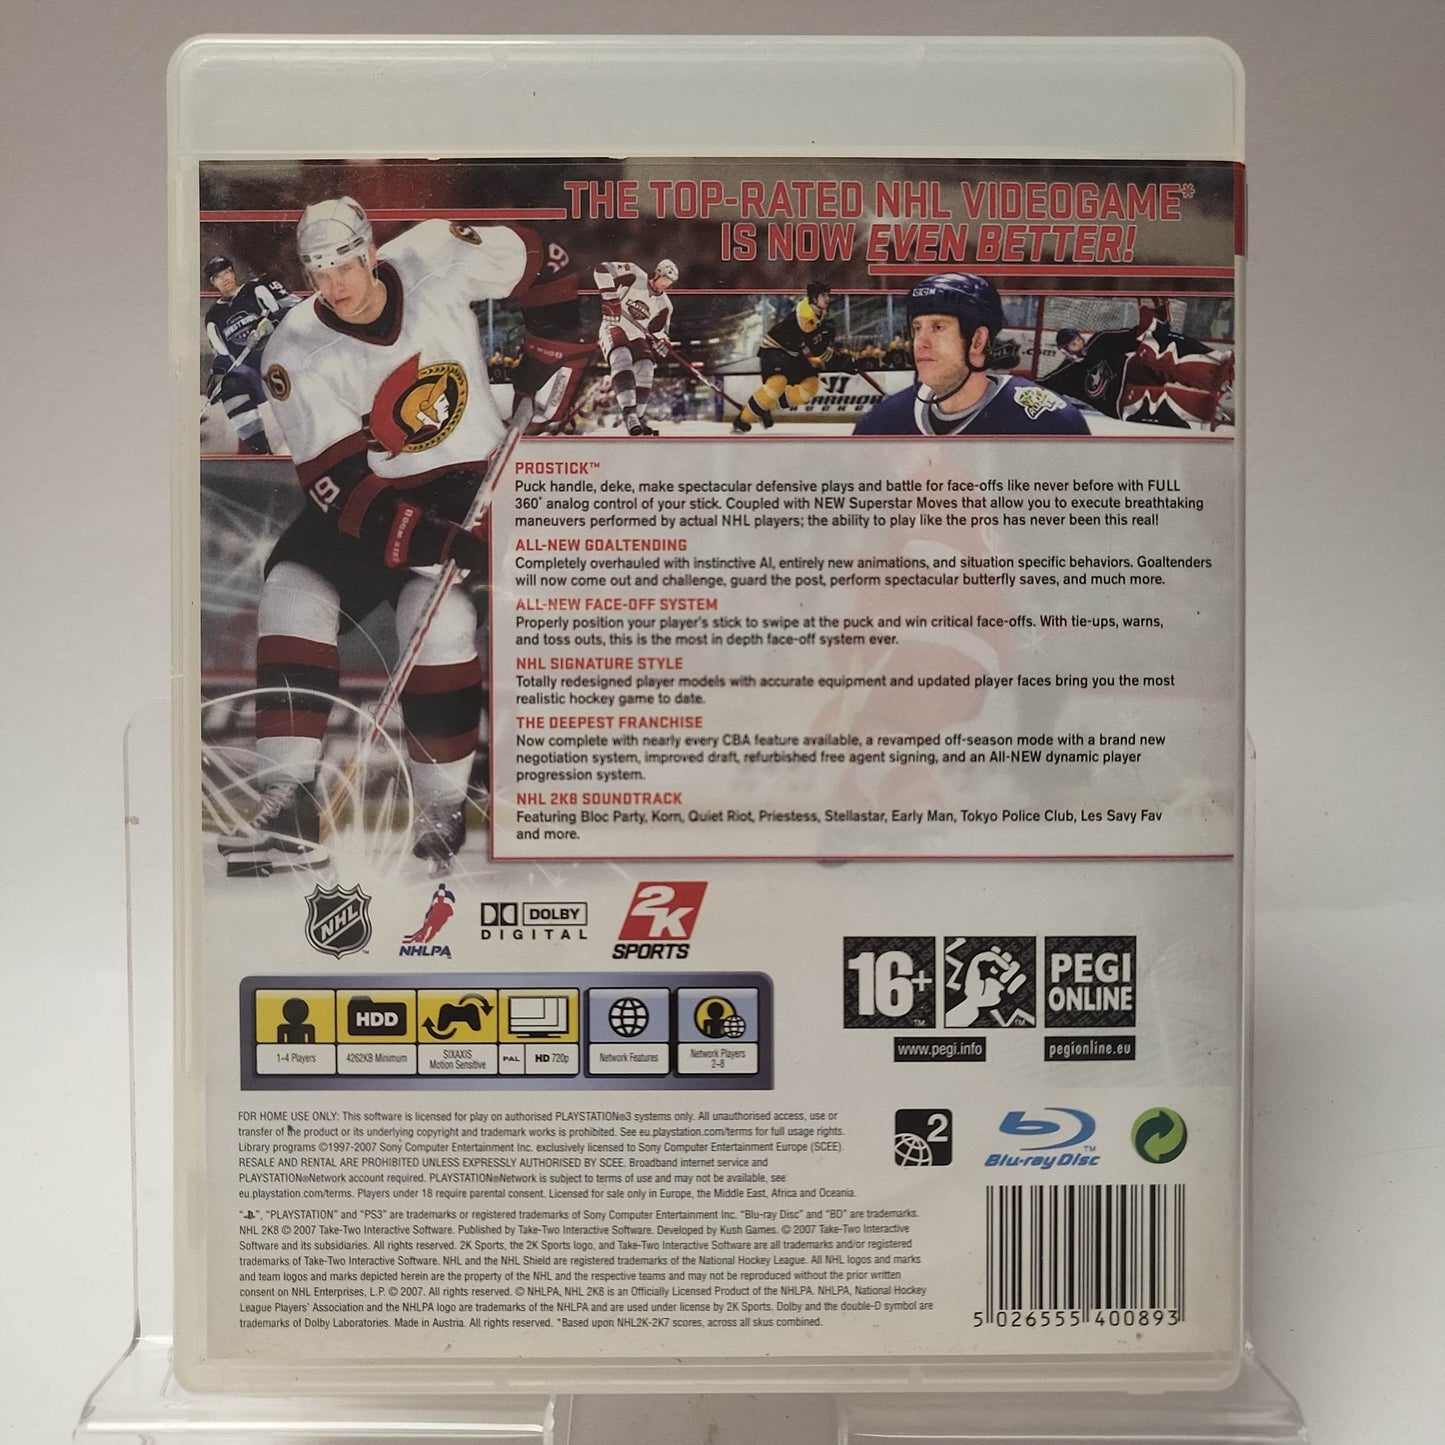 THE TOP-RATED NHL VIDEOGAME*
IS NOW EVEN BETTER!
19
19
CCM
.com
WARRIOR
HOCKEY
PROSTICK™
Puck handle, deke, make spectacular defensive plays and battle for face-offs like never before with FULL
360° analog control of your stick. Coupled with NEW Superstar Moves that allow you to execute breathtaking
maneuvers performed by actual NHL players; the ability to play like the pros has never been this real!
ALL-NEW GOALTENDING
Completely overhauled with instinctive AI, entirely new animations, and situation specific behaviors. Goaltenders
will now come out and challenge, guard the post, perform spectacular butterfly saves, and much more.
ALL-NEW FACE-OFF SYSTEM
Properly position your player's stick to swipe at the puck and win critical face-offs. With tie-ups, warns,
and toss outs, this is the most in depth face-off system ever.
NHL SIGNATURE STYLE
Totally redesigned player models with accurate equipment and updated player faces bring you the most
realistic hockey game to date.
THE DEEPEST FRANCHISE
Now complete with nearly every CBA feature available, a revamped off-season mode with a brand new
negotiation system, improved draft, refurbished free agent signing, and an All-NEW dynamic player
progression system.
NHL 2K8 SOUNDTRACK
Featuring Bloc Party, Korn, Quiet Riot, Priestess, Stellastar, Early Man, Tokyo Police Club, Les Savy Fav
and more.
NHL ™
NHLPA
DOLBY
DIGITAL
2K
SPORTS
16+ ™
™
PEGI
ONLINE
www.pegi.info
pegionline.eu
HDD
1-4 Players
4262KB Minimum
SIXAXIS
Motion Sensitive
PAL
HD 720p
Network Features
Network Players
2-8
FOR HOME USE ONLY: This software is licensed for play on authorised PLAYSTATION®3 systems only. All unauthorised access, use or
transfer of the product or its underlying copyright and trademark works is prohibited. See eu.playstation.com/terms for full usage rights.
Library programs ©1997-2007 Sony Computer Entertainment Inc. exclusively licensed to Sony Computer Entertainment Europe (SCEE).
RESALE AND RENTAL ARE PROHIBITED UNLESS EXPRESSLY AUTHORISED BY SCEE. Broadband internet service and
PLAYSTATION®Network account required. PLAYSTATION®Network is subject to terms of use and may not be available, see
eu.playstation.com/terms. Players under 18 require parental consent. Licensed for sale only in Europe, the Middle East, Africa and Oceania.
2
Blu-ray Disc ™
"PS", "PLAYSTATION" and "PS3" are trademarks or registered trademarks of Sony Computer Entertainment Inc. "Blu-ray Disc" and "BD" are trademarks.
NHL 2K8 © 2007 Take-Two Interactive Software. Published by Take-Two Interactive Software. Developed by Kush Games. © 2007 Take-Two Interactive
Software and its subsidiaries. All rights reserved. 2K Sports, the 2K Sports logo, and Take-Two Interactive Software are all trademarks and/or registered
trademarks of Take-Two Interactive Software. NHL and the NHL Shield are registered trademarks of the National Hockey League. All NHL logos and marks
and team logos and marks depicted herein are the property of the NHL and the respective teams and may not be reproduced without the prior written
consent on NHL Enterprises, L.P. © 2007. All rights reserved. © NHLPA, NHL 2K8 is an Officially Licensed Product of the NHLPA. NHLPA, National Hockey
League Players' Association and the NHLPA logo are trademarks of the NHLPA and are used under license by 2K Sports. Dolby and the double-D symbol are
trademarks of Dolby Laboratories. Made in Austria. All rights reserved. *Based upon NHL2K-2K7 scores, across all skus combined.
5 026555 400893